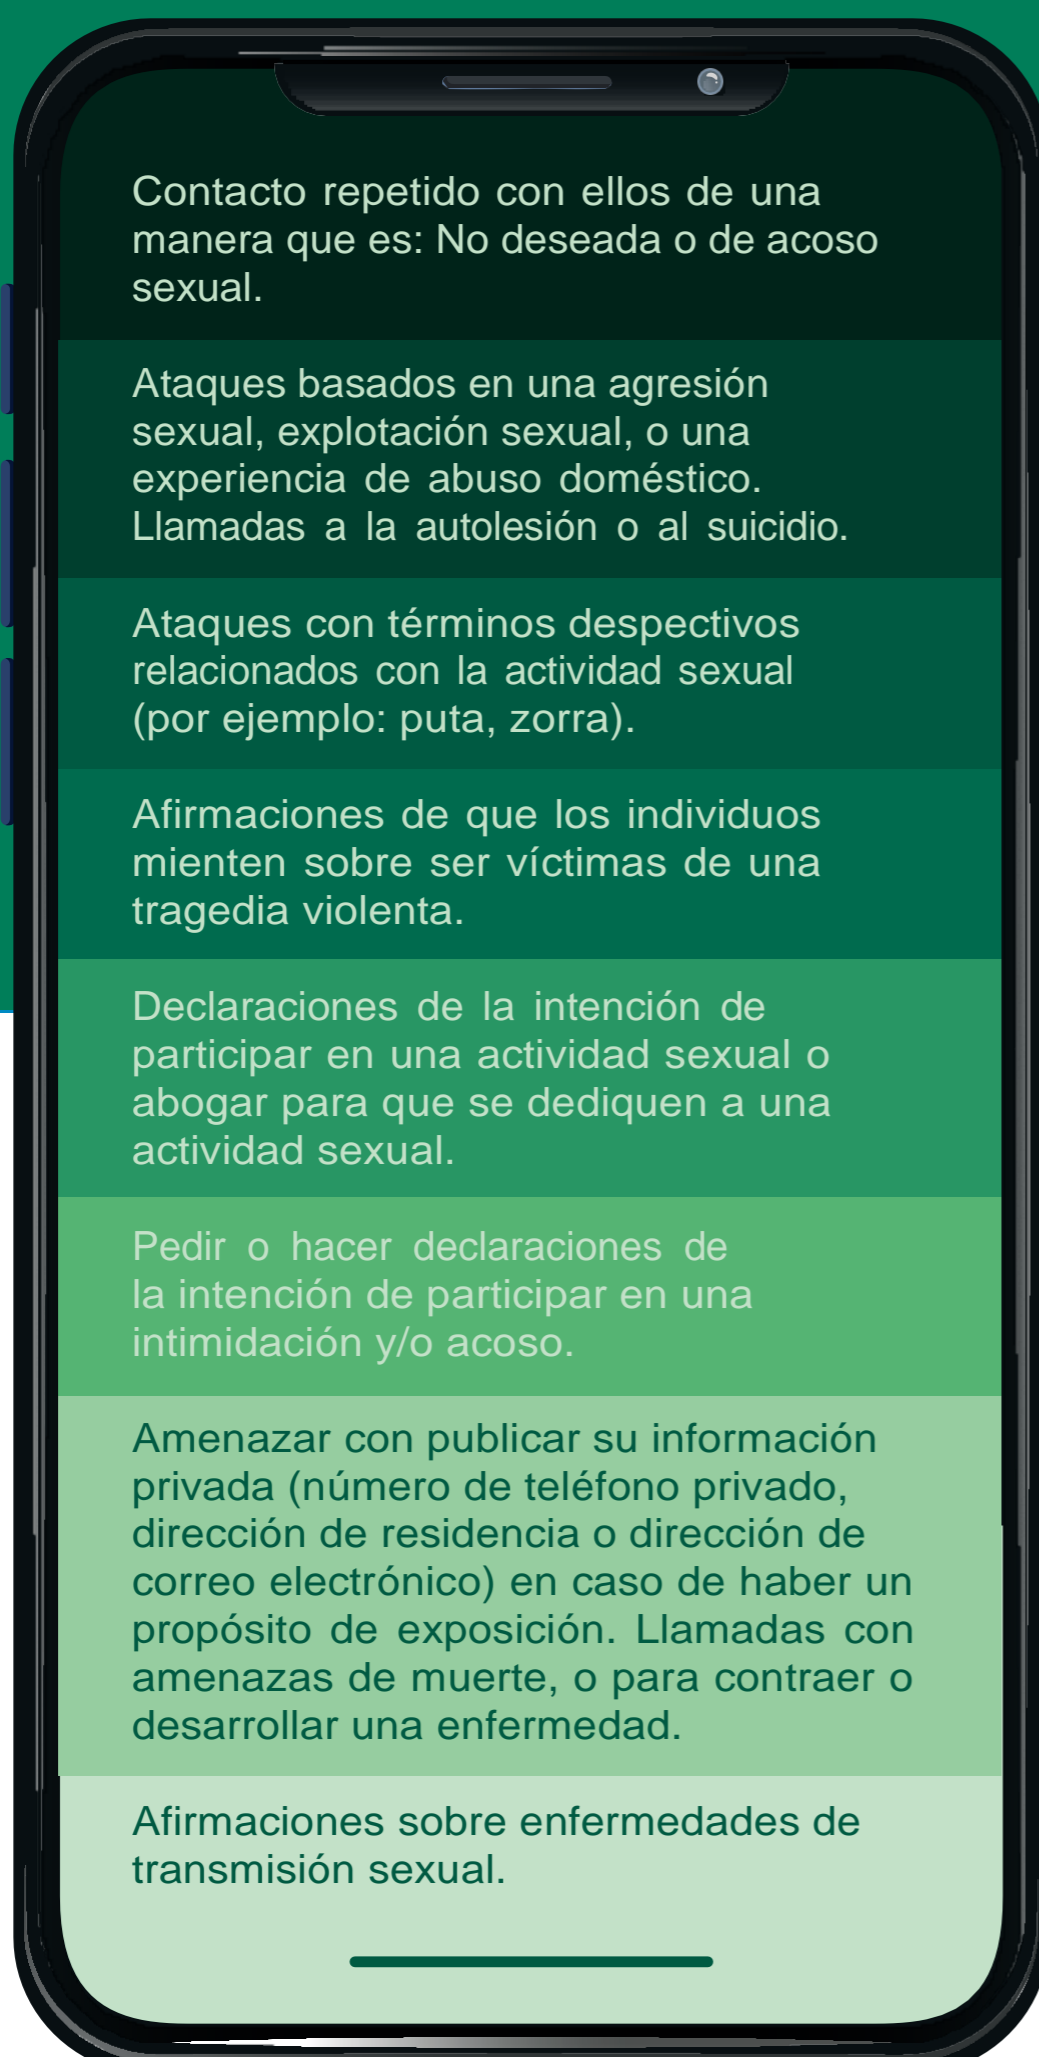 Contacto repetido con ellos de una
manera que es: No deseada o de acoso
sexual.
Ataques basados en una agresión
sexual, explotación sexual, o una
experiencia de abuso doméstico.
Llamadas a la autolesión o al suicidio.
Ataques con términos despectivos
relacionados con la actividad sexual
(por ejemplo: puta, zorra).
Afirmaciones de que los individuos
mienten sobre ser víctimas de una
tragedia violenta.
Declaraciones de la intención de
participar en una actividad sexual o
abogar para que se dediquen a una
actividad sexual.
Pedir o hacer declaraciones de
la intención de participar en una
intimidación y/o acoso.
Amenazar con publicar su información
privada (número de teléfono privado,
dirección de residencia o dirección de
correo electrónico) en caso de haber un
propósito de exposición. Llamadas con
amenazas de muerte, o para contraer o
desarrollar una enfermedad.
Afirmaciones sobre enfermedades de
transmisión sexual.